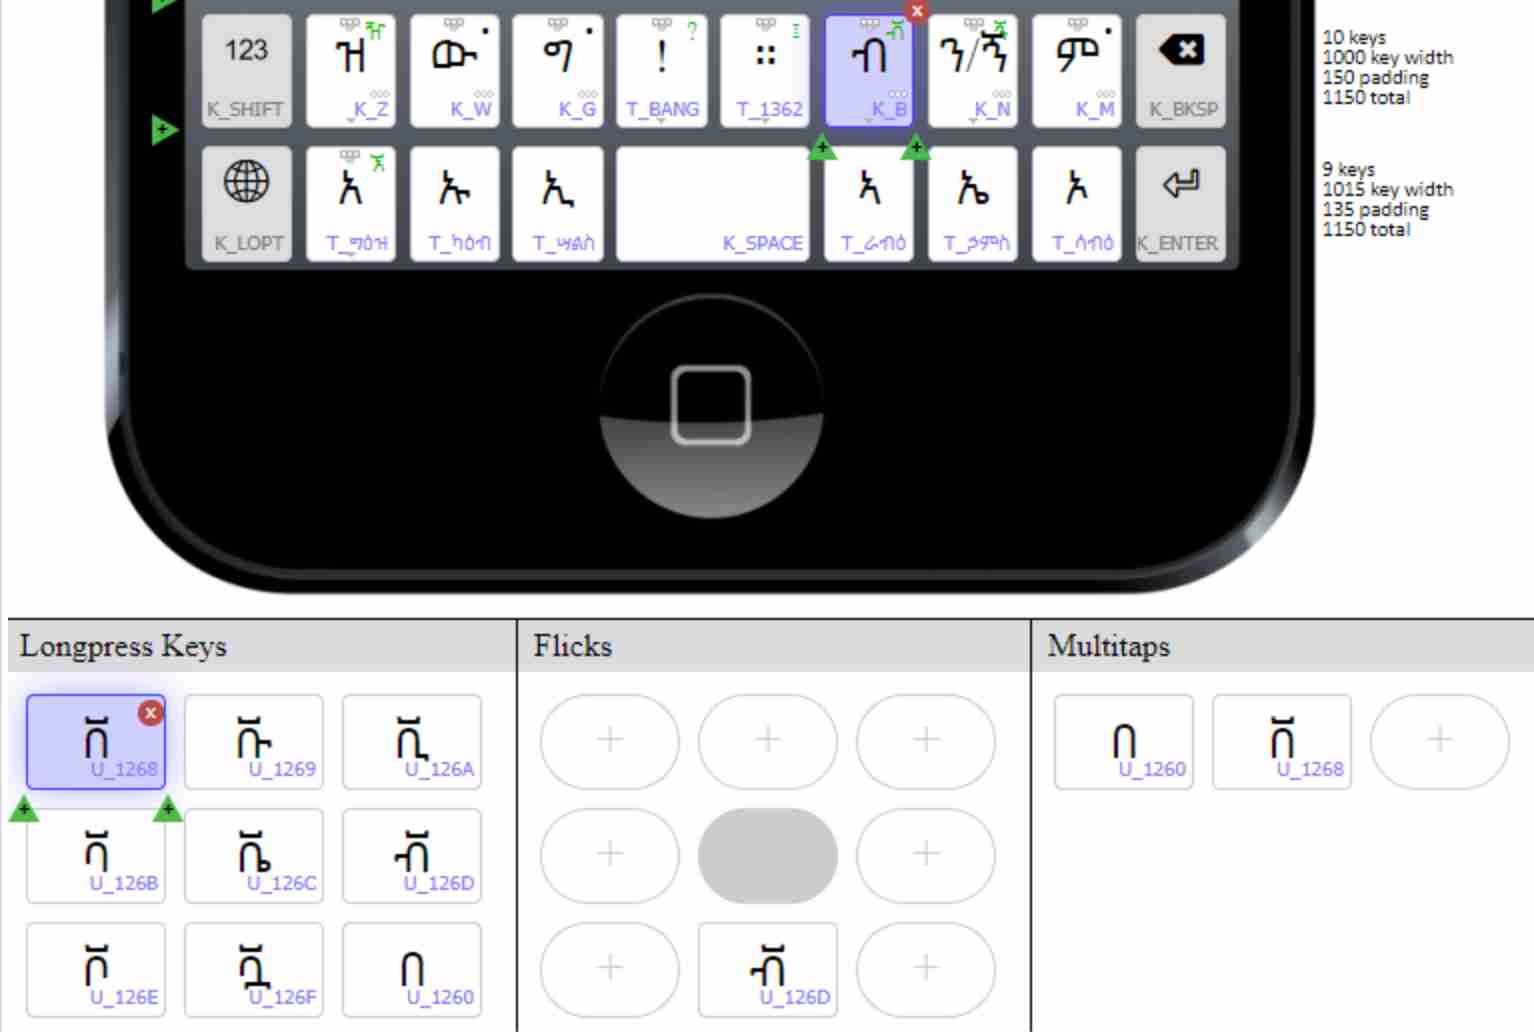 123 ዝ ዥ ው ግ ! ? ። ፤ ብ ቭ ን/ኝ ኟ ም
K_SHIFT K_Z K_W K_G T_BANG T_1362 K_B K_N K_M K_BKSP
10 keys
1000 key width
150 padding
1150 total
እ ኡ ኢ ኣ ኤ ኦ
K_LOPT T_ግዕዝ T_ካዕብ T_ሣልስ K_SPACE T_ራብዕ T_ኃምስ T_ሳብዕ K_ENTER
9 keys
1015 key width
135 padding
1150 total
Longpress Keys
ቨ ቩ ቪ
U_1268 U_1269 U_126A
ቫ ቬ ቭ
U_126B U_126C U_126D
ቮ ቯ በ
U_126E U_126F U_1260
Flicks
ቭ
U_126D
Multitaps
በ ቨ
U_1260 U_1268